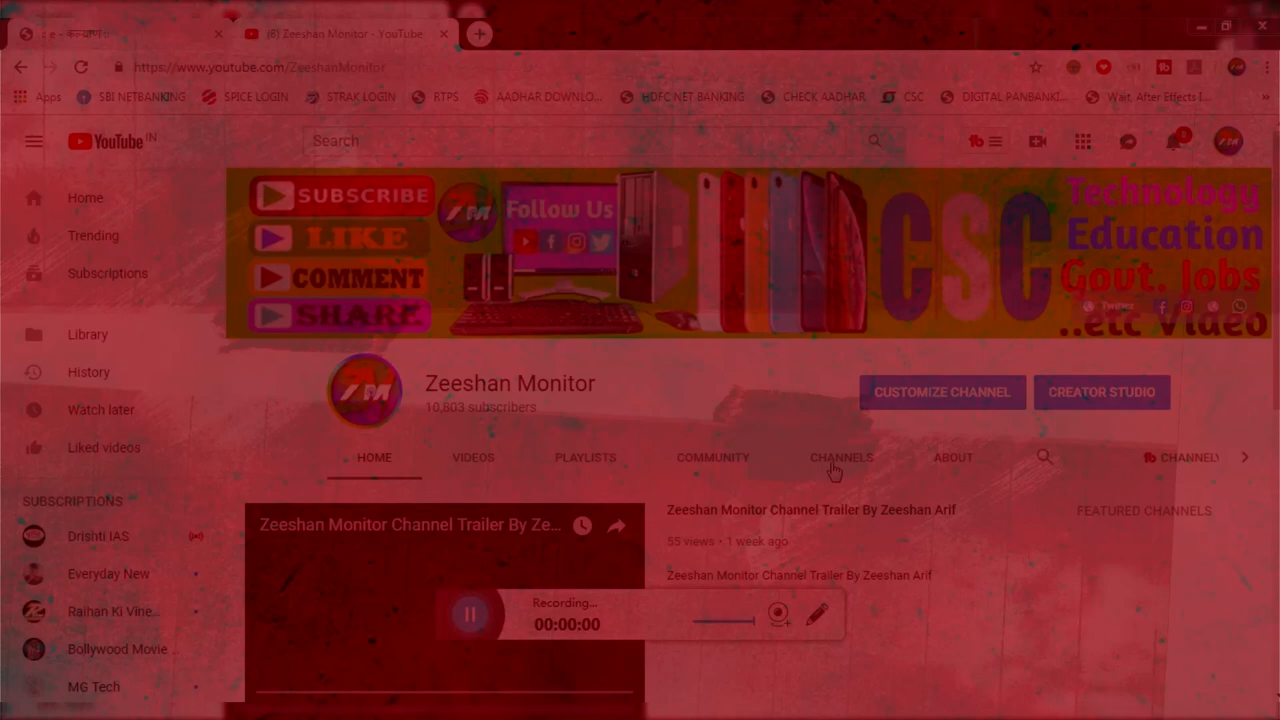 (6) Zeeshan Monitor - YouTube
https://www.youtube.com/ZeeshanMonitor
Apps SBI NETBANKING SPICE LOGIN STRAK LOGIN RTPS AADHAR DOWNLO... HDFC NET BANKING CHECK AADHAR CSC DIGITAL PANBANKI... Wait, After Effects I... »
YouTube IN
Search
Home
Trending
Subscriptions
Library
History
Watch later
Liked videos
SUBSCRIPTIONS
Drishti IAS
Everyday New
Raihan Ki Vine...
Bollywood Movie ...
MG Tech
SUBSCRIBE
LIKE
COMMENT
SHARE
ZM
Follow Us
CSC
Technology
Education
Govt. Jobs
..etc Video
ZM
Zeeshan Monitor
10,803 subscribers
CUSTOMIZE CHANNEL CREATOR STUDIO
HOME VIDEOS PLAYLISTS COMMUNITY CHANNELS ABOUT CHANNELY
Zeeshan Monitor Channel Trailer By Ze...
Zeeshan Monitor Channel Trailer By Zeeshan Arif
55 views • 1 week ago
Zeeshan Monitor Channel Trailer By Zeeshan Arif
FEATURED CHANNELS
Recording...
00:00:00